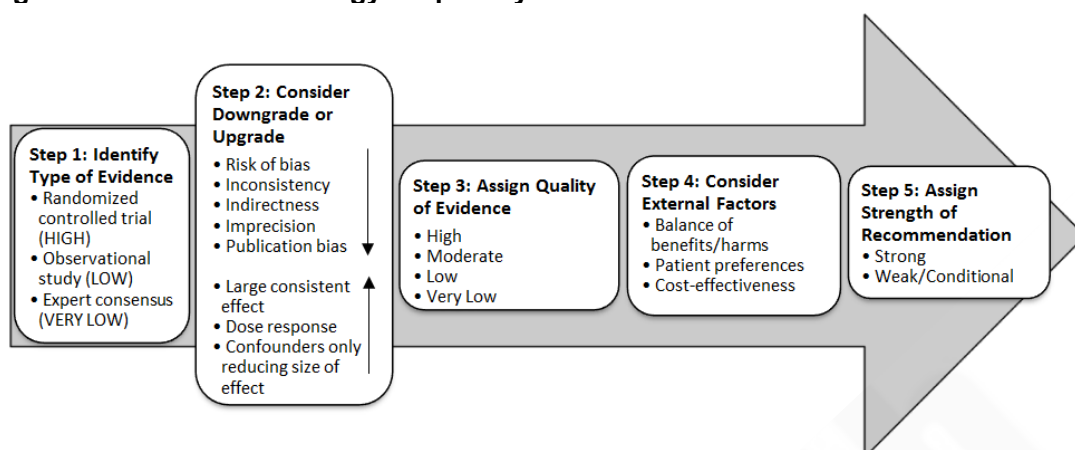 Step 1: Identify
Type of Evidence
• Randomized
controlled trial
(HIGH)
• Observational
study (LOW)
• Expert consensus
(VERY LOW)
Step 2: Consider
Downgrade or
Upgrade
• Risk of bias
• Inconsistency
• Indirectness
• Imprecision
• Publication bias
• Large consistent
effect
• Dose response
• Confounders only
reducing size of
effect
Step 3: Assign Quality
of Evidence
• High
• Moderate
• Low
• Very Low
Step 4: Consider
External Factors
• Balance of
benefits/harms
• Patient preferences
• Cost-effectiveness
Step 5: Assign
Strength of
Recommendation
• Strong
• Weak/Conditional